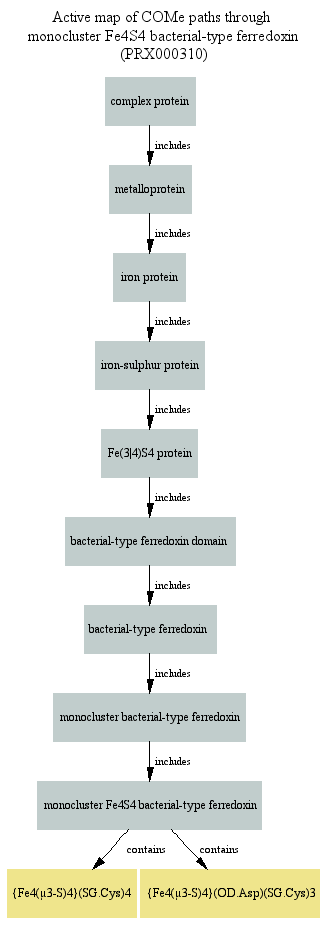 Active map of COMe paths through
monocluster Fe4S4 bacterial-type ferredoxin
(PRX000310)
complex protein
includes
metalloprotein
includes
iron protein
includes
iron-sulphur protein
includes
Fe(3|4)S4 protein
includes
bacterial-type ferredoxin domain
includes
bacterial-type ferredoxin
includes
monocluster bacterial-type ferredoxin
includes
monocluster Fe4S4 bacterial-type ferredoxin
contains contains
{Fe4(μ3-S)4}(SG.Cys)4 {Fe4(μ3-S)4}(OD.Asp)(SG.Cys)3